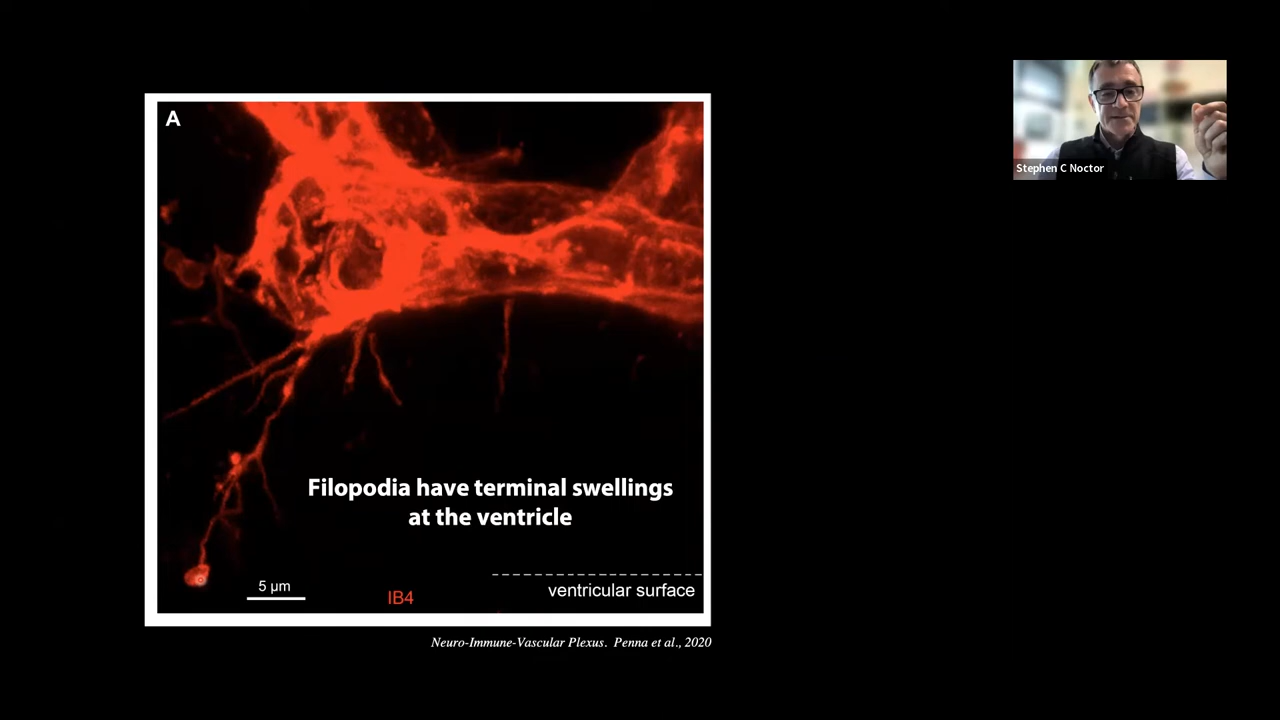 A
Stephen C Noctor
Filopodia have terminal swellings
at the ventricle
5 µm
ventricular surface
IB4
Neuro-Immune-Vascular Plexus. Penna et al., 2020